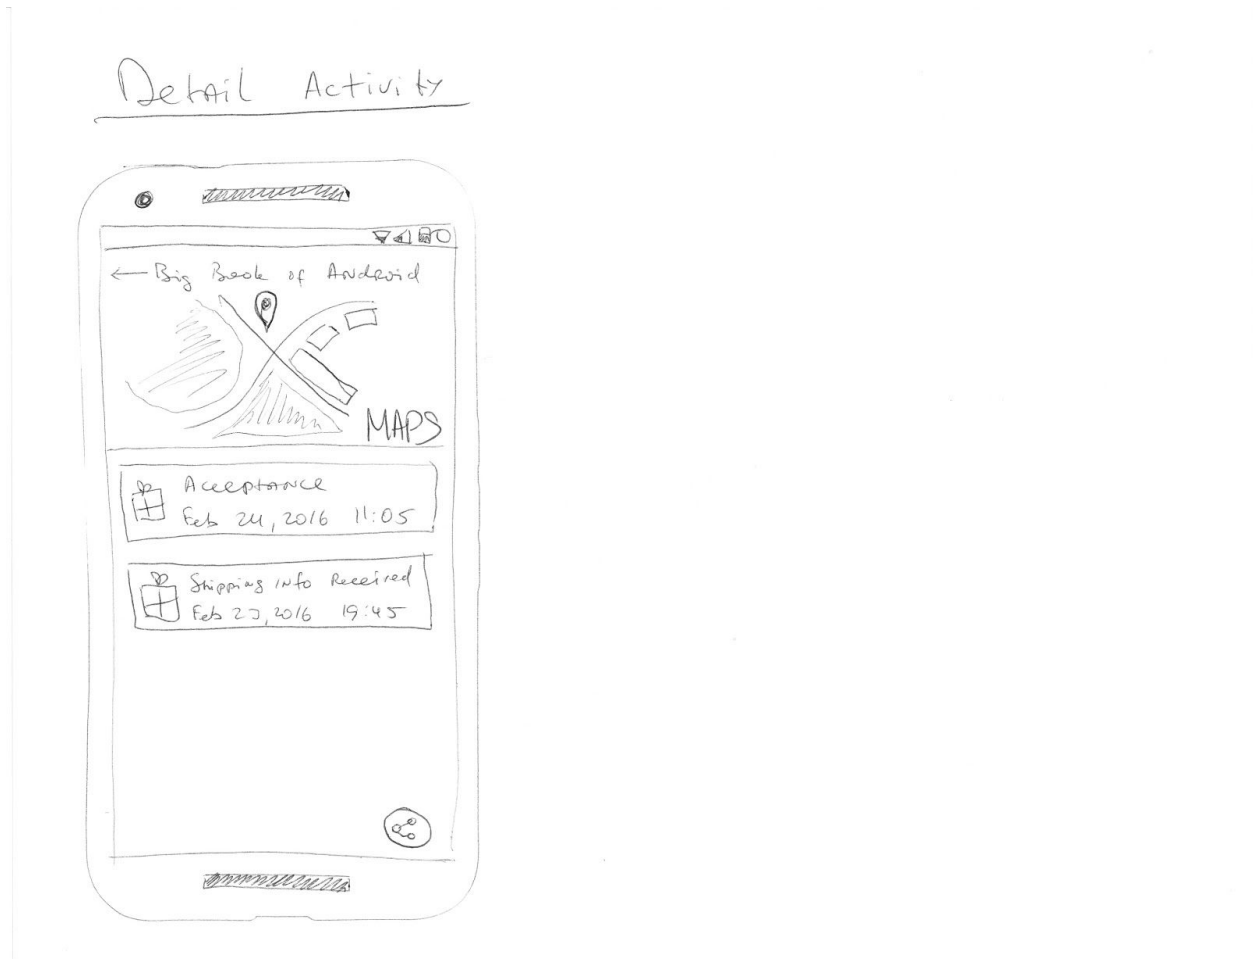 Detail Activity
Big Book of Android
MAPS
Acceptance
Feb 24, 2016 11:05
Shipping info Received
Feb 23, 2016 19:45